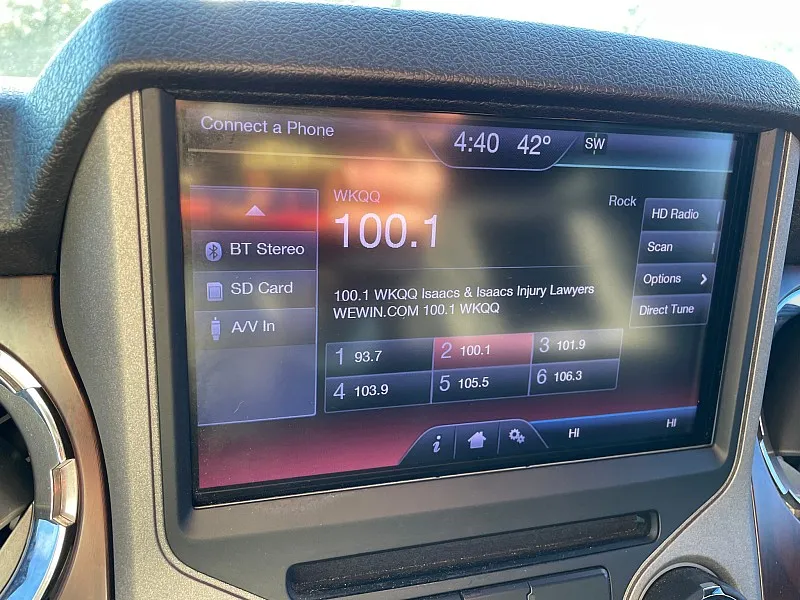 Connect a Phone
4:40 42° SW
WKQQ
100.1
Rock
BT Stereo
SD Card
A/V In
100.1 WKQQ Isaacs & Isaacs Injury Lawyers
WEWIN.COM 100.1 WKQQ
HD Radio
Scan
Options
Direct Tune
1 93.7 2 100.1 3 101.9
4 103.9 5 105.5 6 106.3
i
HI HI